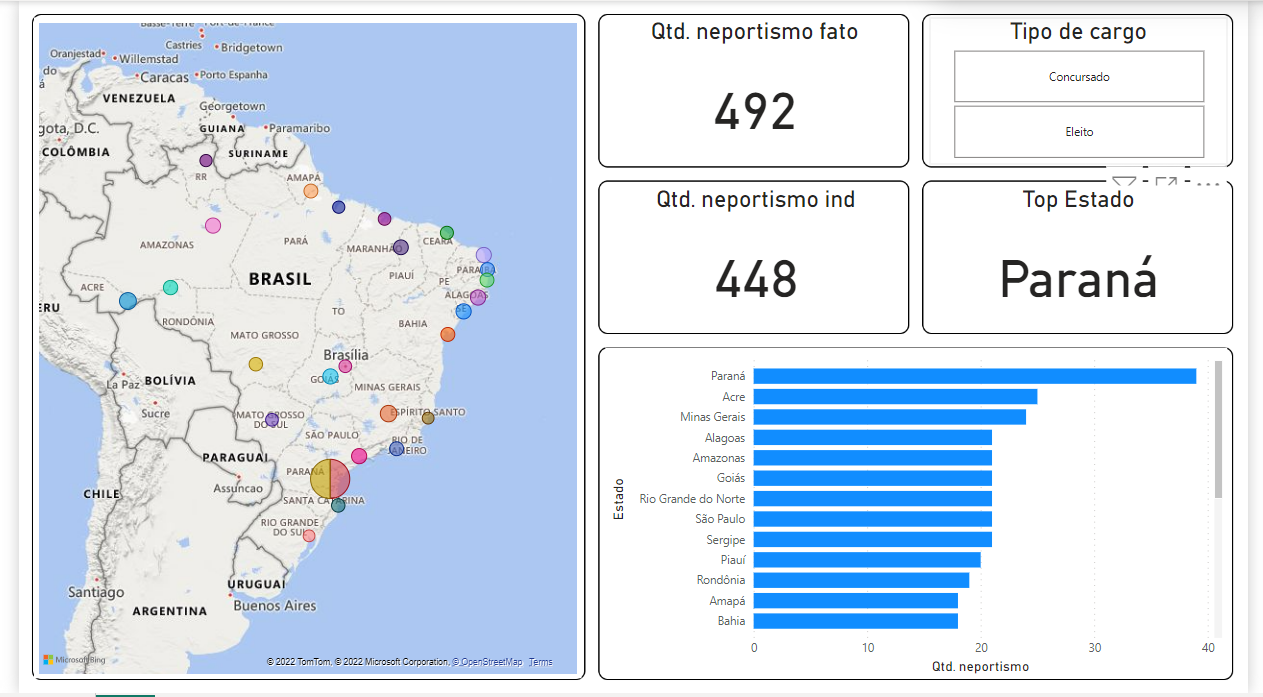 Basse-Terre
Fort-de-France
Castries
Bridgetown
Oranjestad
Willemstad
do
á
Caracas
Porto Espanha
VENEZUELA
Georgetown
gota, D.C.
GUIANA
Paramaribo
COLÔMBIA
SURINAME
RR
AMAPÁ
AMAZONAS
PARÁ
MARANHÃO
CEARÁ
PARAÍBA
BRASIL
PIAUÍ
PE
ACRE
ALAGOAS
ERU
RONDÔNIA
TO
SE
BAHIA
MATO GROSSO
Brasília
La Paz
BOLÍVIA
GOIÁS
MINAS GERAIS
Sucre
MATO GROSSO
DO SUL
ESPÍRITO SANTO
SÃO PAULO
RIO DE
JANEIRO
PARAGUAI
PARANÁ
Assuncao
CHILE
SANTA CATARINA
RIO GRANDE
DO SUL
URUGUAI
Santiago
ARGENTINA
Buenos Aires
Microsoft Bing
© 2022 TomTom, © 2022 Microsoft Corporation, © OpenStreetMap Terms
Qtd. neportismo fato
492
Tipo de cargo
Concursado
Eleito
Qtd. neportismo ind
448
Top Estado
Paraná
Estado
Paraná
Acre
Minas Gerais
Alagoas
Amazonas
Goiás
Rio Grande do Norte
São Paulo
Sergipe
Piauí
Rondônia
Amapá
Bahia
0 10 20 30 40
Qtd. neportismo